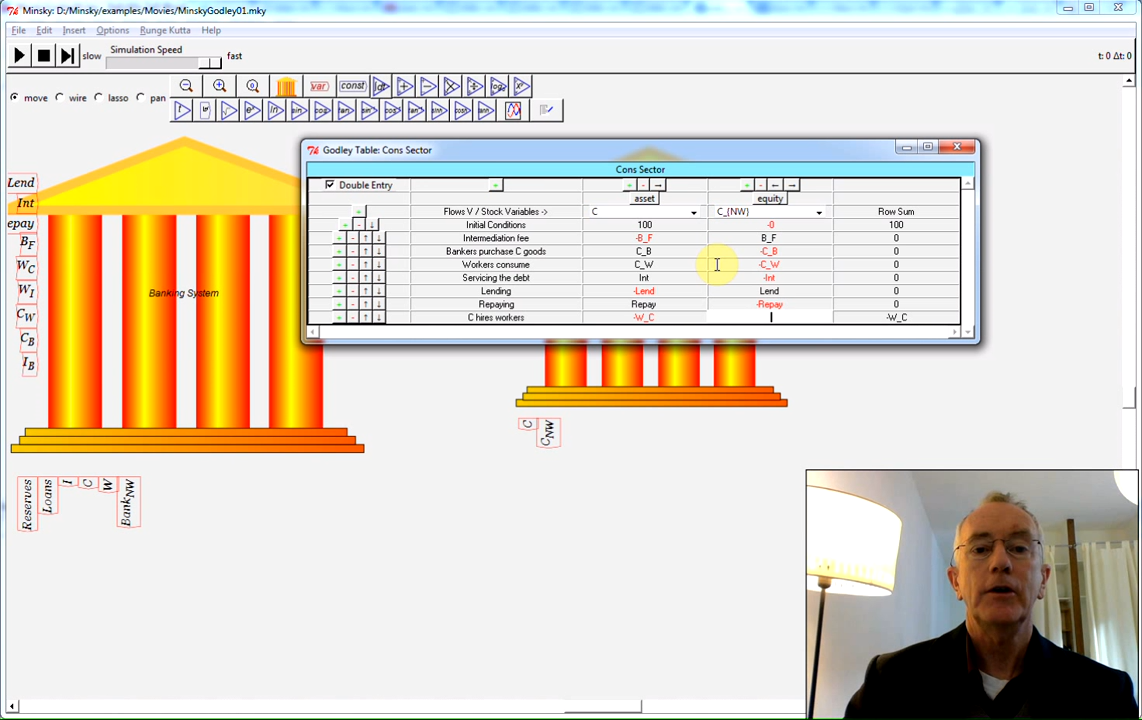 Minsky: D:/Minsky/examples/Movies/MinskyGodley01.mky
File Edit Insert Options Runge Kutta Help
slow Simulation Speed fast t: 0 Δt: 0
move wire lasso pan
var const
Godley Table: Cons Sector
Cons Sector
Double Entry
asset equity
Flows V / Stock Variables -> C C_{NW} Row Sum
Initial Conditions 100 -0 100
Intermediation fee -B_F B_F 0
Bankers purchase C goods C_B -C_B 0
Workers consume C_W -C_W 0
Servicing the debt Int -Int 0
Lending -Lend Lend 0
Repaying Repay -Repay 0
C hires workers -W_C -W_C
Lend
Int
epay
B_F
W_C
W_I
C_W
C_B
I_B
Banking System
C
C_NW
Reserves
Loans
I
C
W
Bank_NW